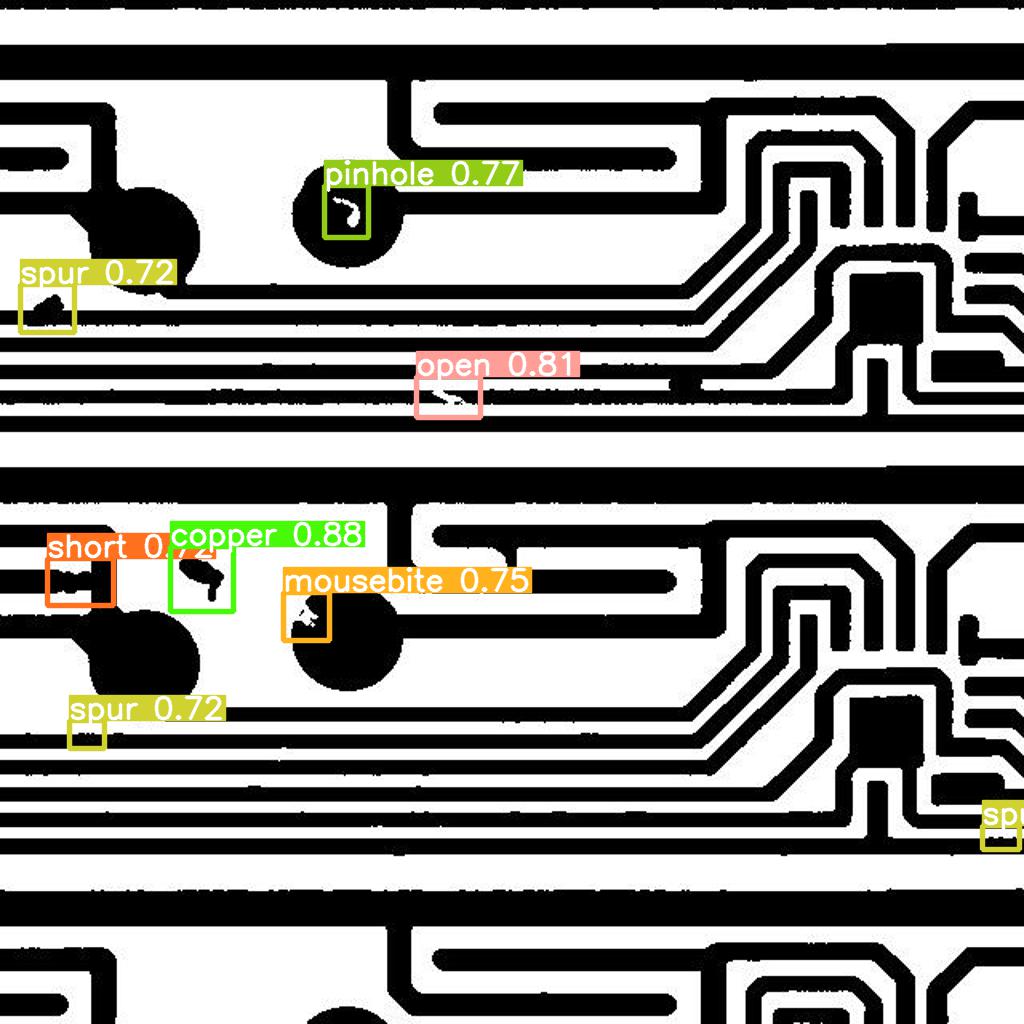 pinhole 0.77
spur 0.72
open 0.81
copper 0.88
short 0.72
mousebite 0.75
spur 0.72